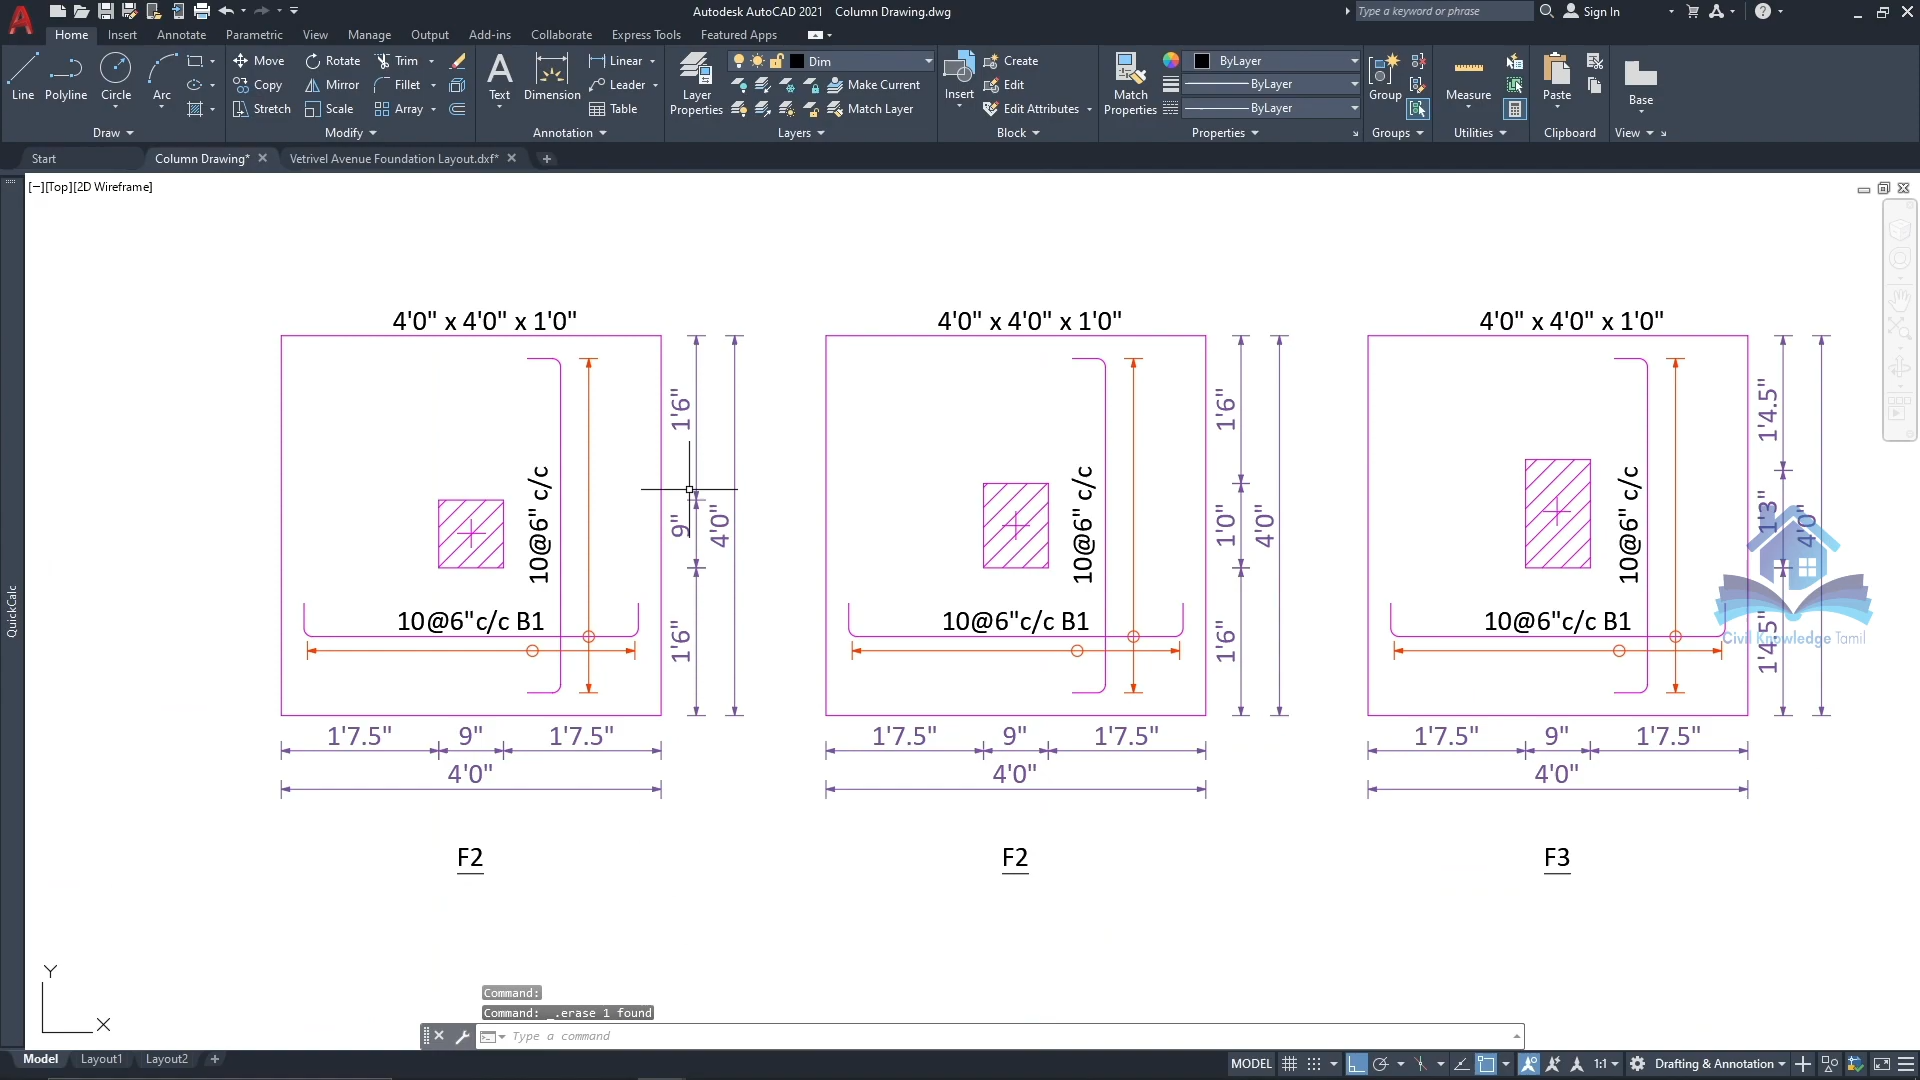 Autodesk AutoCAD 2021 Column Drawing.dwg
Type a keyword or phrase
Sign In
Home Insert Annotate Parametric View Manage Output Add-ins Collaborate Express Tools Featured Apps
Line Polyline Circle Arc
Move Rotate Trim
Copy Mirror Fillet
Stretch Scale Array
Text Dimension
Linear
Leader
Table
Layer Properties
Dim
Make Current
Match Layer
Insert
Create
Edit
Edit Attributes
Match Properties
ByLayer
ByLayer
ByLayer
Group Measure Paste Base
Draw Modify Annotation Layers Block Properties Groups Utilities Clipboard View
Start Column Drawing* Vetrivel Avenue Foundation Layout.dxf*
[−][Top][2D Wireframe]
QuickCalc
4'0" x 4'0" x 1'0"
1'6"
9"
4'0"
1'6"
10@6" c/c
10@6"c/c B1
1'7.5" 9" 1'7.5"
4'0"
F2
4'0" x 4'0" x 1'0"
1'6"
1'0"
4'0"
1'6"
10@6" c/c
10@6"c/c B1
1'7.5" 9" 1'7.5"
4'0"
F2
4'0" x 4'0" x 1'0"
1'4.5"
1'3"
4'0"
1'4.5"
10@6" c/c
10@6"c/c B1
1'7.5" 9" 1'7.5"
4'0"
F3
Civil Knowledge Tamil
Y
X
Command:
Command: _.erase 1 found
Type a command
Model Layout1 Layout2
MODEL 1:1 Drafting & Annotation